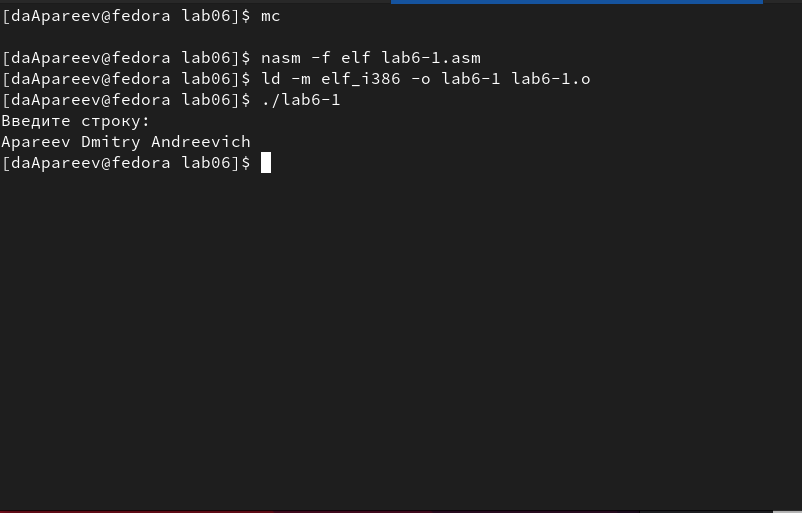 [daApareev@fedora lab06]$ mc
[daApareev@fedora lab06]$ nasm -f elf lab6-1.asm
[daApareev@fedora lab06]$ ld -m elf_i386 -o lab6-1 lab6-1.o
[daApareev@fedora lab06]$ ./lab6-1
Введите строку:
Apareev Dmitry Andreevich
[daApareev@fedora lab06]$